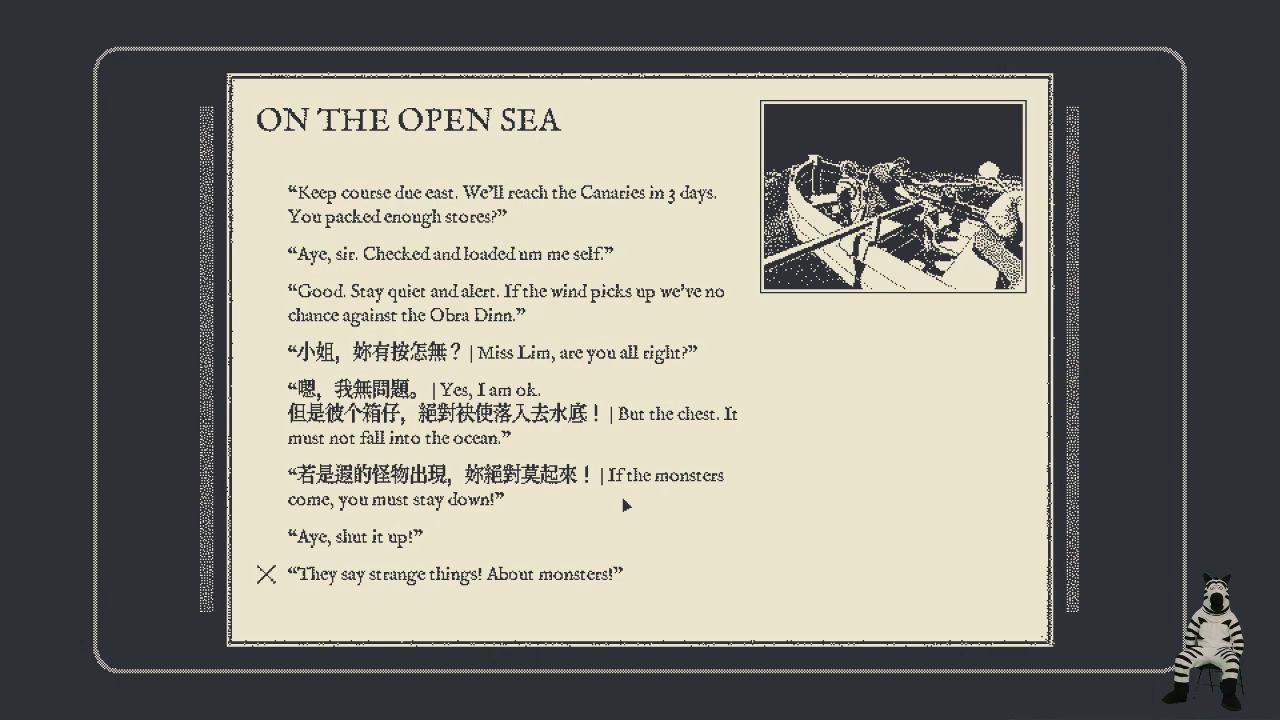 ON THE OPEN SEA
“Keep course due east. We’ll reach the Canaries in 3 days.
You packed enough stores?”
“Aye, sir. Checked and loaded um me self.”
“Good. Stay quiet and alert. If the wind picks up we’ve no
chance against the Obra Dinn.”
“小姐，妳有按怎無？ | Miss Lim, are you all right?”
“嗯，我無問題。 | Yes, I am ok.
但是彼个箱仔，絕對袂使落入去水底！ | But the chest. It
must not fall into the ocean.”
“若是遐的怪物出現，妳絕對莫起來！ | If the monsters
come, you must stay down!”
“Aye, shut it up!”
“They say strange things! About monsters!”